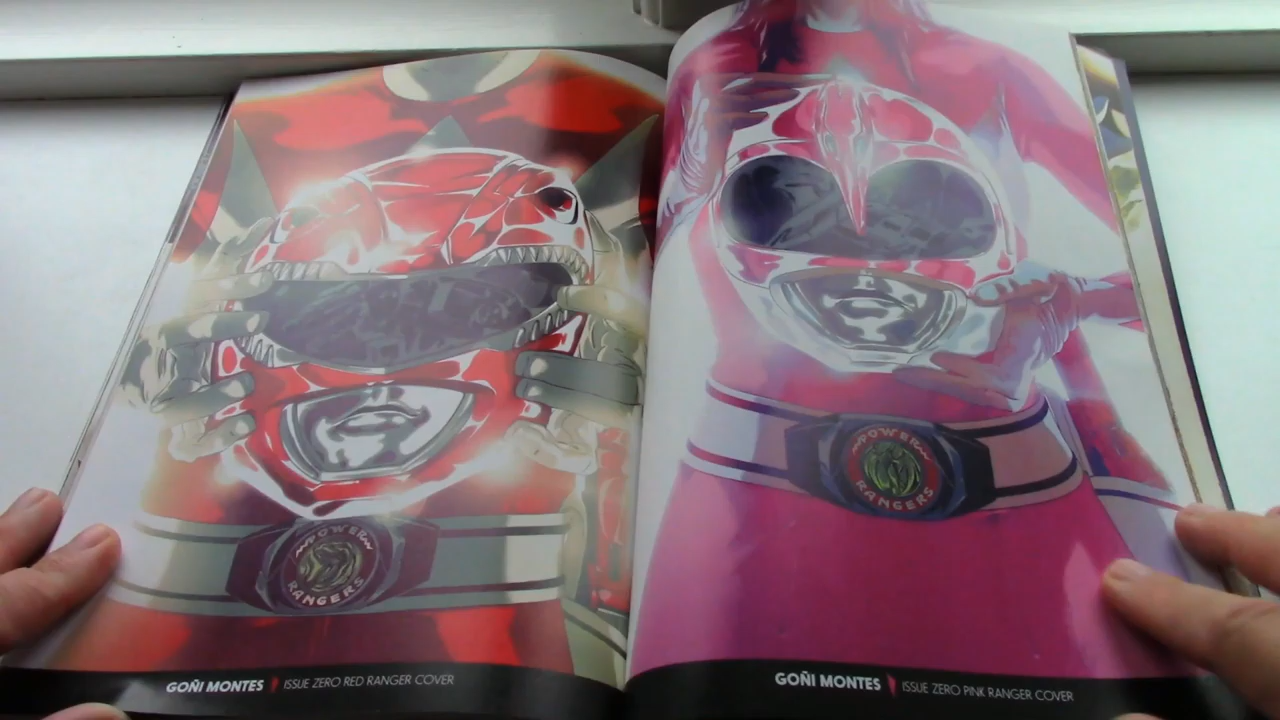 POWER
RANGERS
POWER
RANGERS
GOÑI MONTES ISSUE ZERO RED RANGER COVER
GOÑI MONTES ISSUE ZERO PINK RANGER COVER